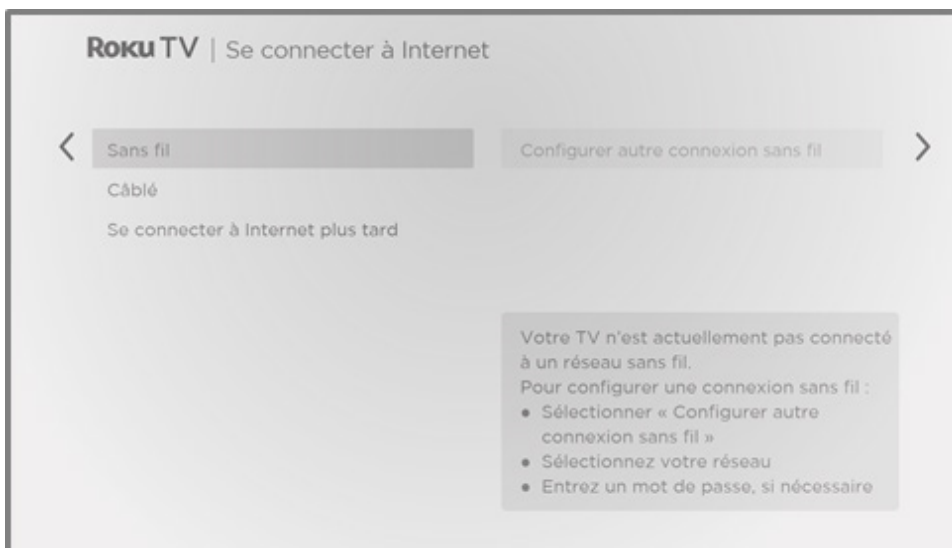 Roku TV | Se connecter à Internet
Sans fil
Configurer autre connexion sans fil
Câblé
Se connecter à Internet plus tard
Votre TV n'est actuellement pas connecté
à un réseau sans fil.
Pour configurer une connexion sans fil :
• Sélectionner « Configurer autre
connexion sans fil »
• Sélectionnez votre réseau
• Entrez un mot de passe, si nécessaire